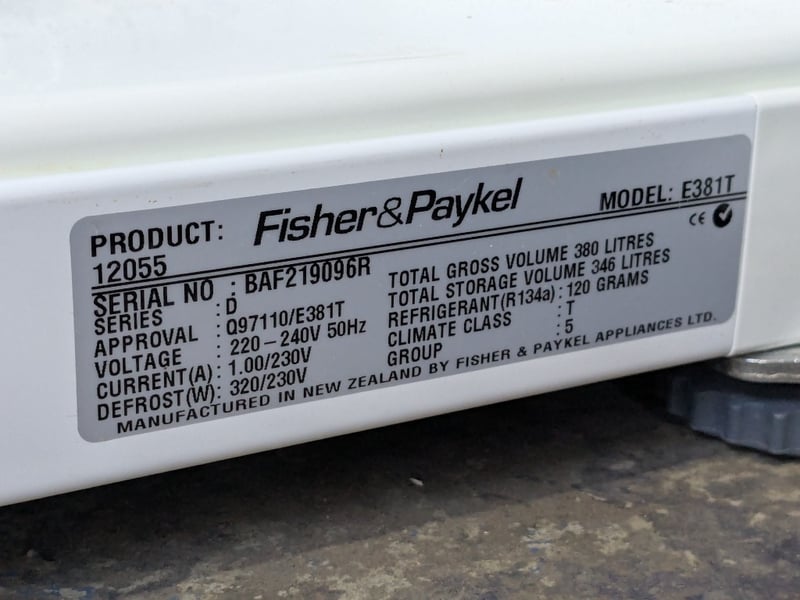 PRODUCT: Fisher&Paykel MODEL: E381T
12055 CE
SERIAL NO : BAF219096R
SERIES : D
APPROVAL : Q97110/E381T
VOLTAGE : 220-240V 50Hz
CURRENT(A) : 1.00/230V
DEFROST(W) : 320/230V
TOTAL GROSS VOLUME 380 LITRES
TOTAL STORAGE VOLUME 346 LITRES
REFRIGERANT(R134a) : 120 GRAMS
CLIMATE CLASS : T
GROUP : 5
MANUFACTURED IN NEW ZEALAND BY FISHER & PAYKEL APPLIANCES LTD.